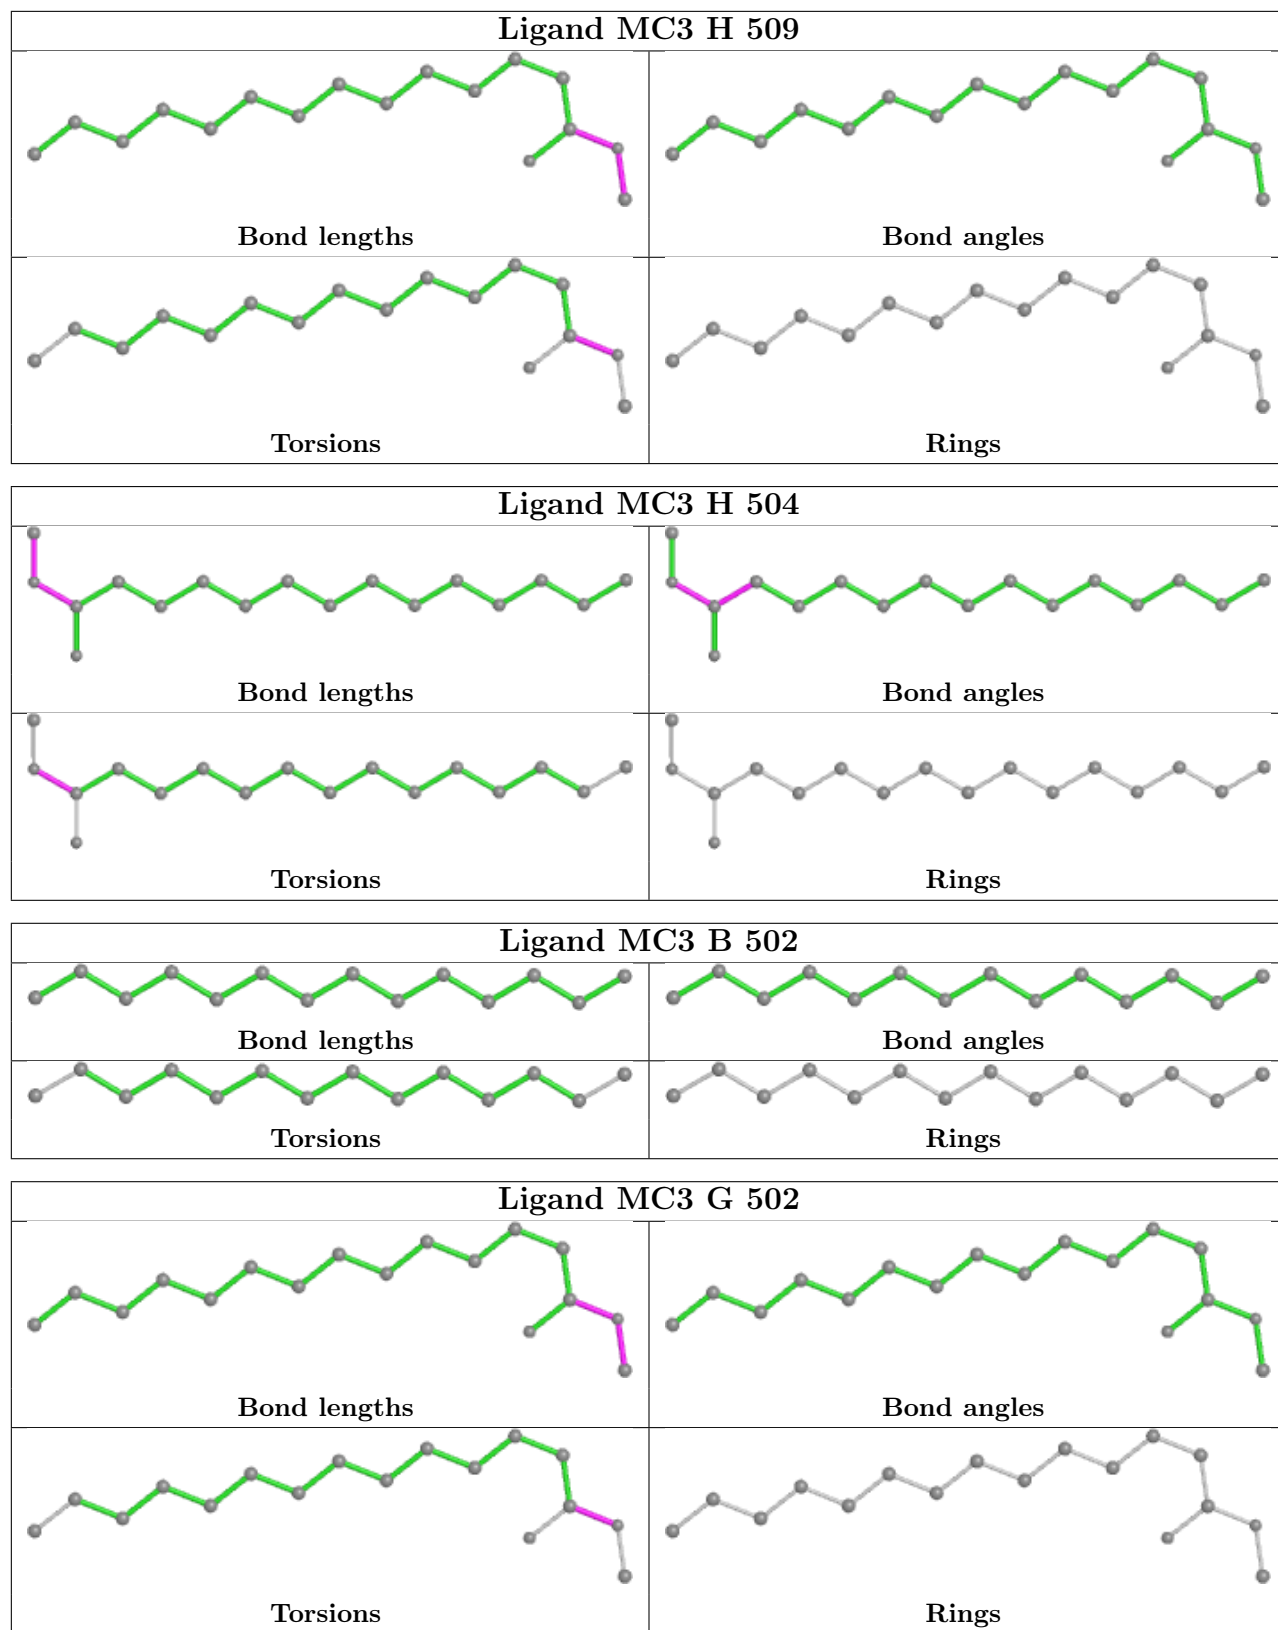 Ligand MC3 H 509
Bond lengths
Bond angles
Torsions
Rings
Ligand MC3 H 504
Bond lengths
Bond angles
Torsions
Rings
Ligand MC3 B 502
Bond lengths
Bond angles
Torsions
Rings
Ligand MC3 G 502
Bond lengths
Bond angles
Torsions
Rings